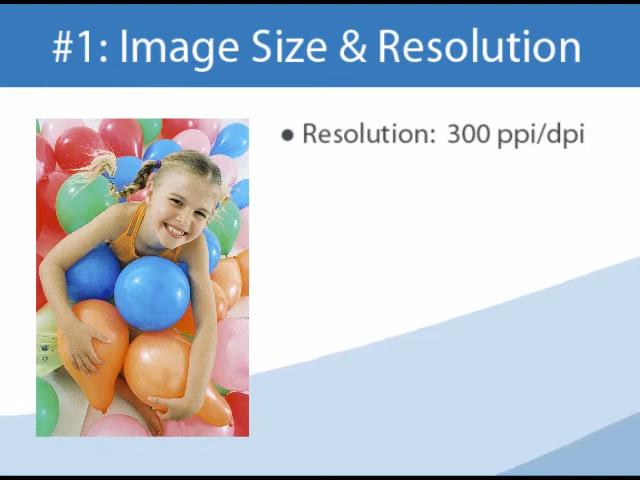 #1: Image Size & Resolution
● Resolution:  300 ppi/dpi